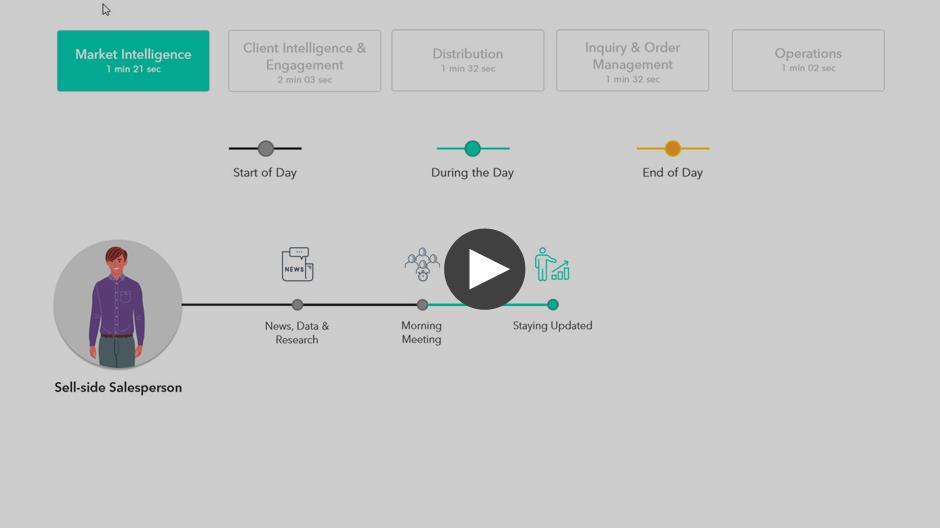 Market Intelligence
1 min 21 sec
Client Intelligence &
Engagement
2 min 03 sec
Distribution
1 min 32 sec
Inquiry & Order
Management
1 min 32 sec
Operations
1 min 02 sec
Start of Day
During the Day
End of Day
NEWS
News, Data &
Research
Morning
Meeting
Staying Updated
Sell-side Salesperson